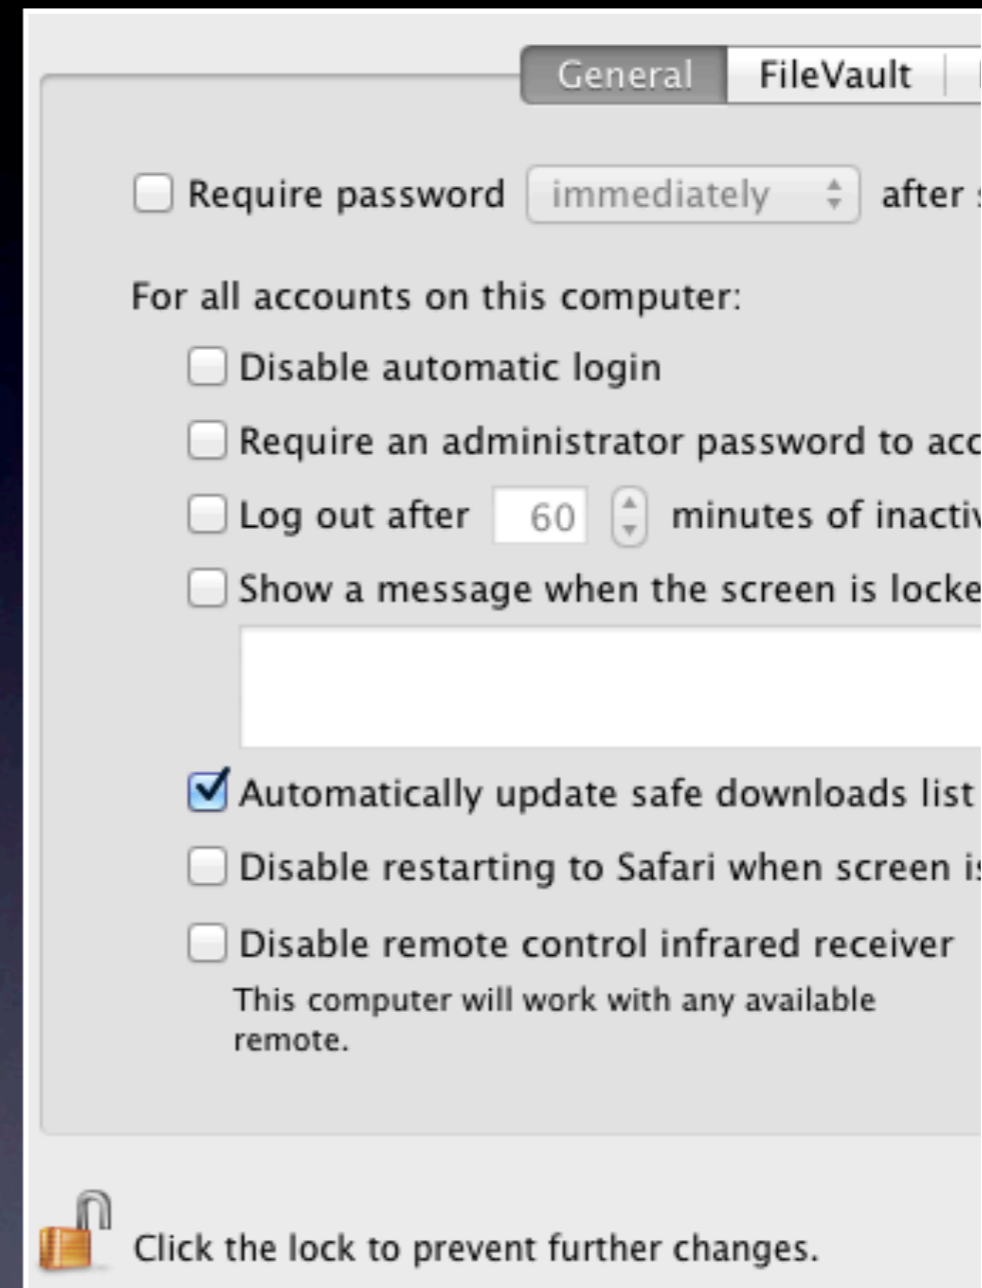 General FileVault
Require password immediately after
For all accounts on this computer:
Disable automatic login
Require an administrator password to
Log out after 60 minutes of
Show a message when the screen is
Automatically update safe downloads list
Disable restarting to Safari when screen
Disable remote control infrared receiver
This computer will work with any available
remote.
Click the lock to prevent further changes.